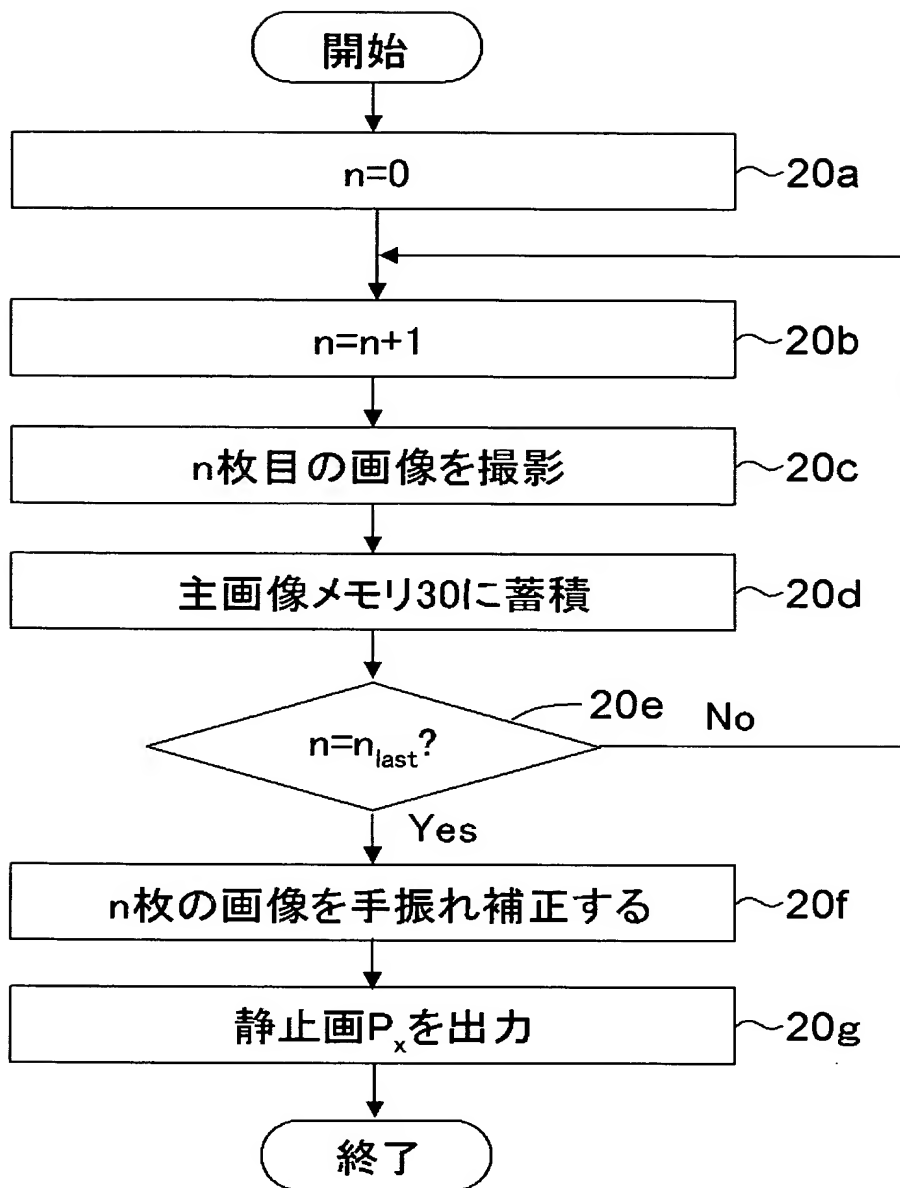 開始
n=0
20a
n=n+1
20b
n枚目の画像を撮影
20c
主画像メモリ30に蓄積
20d
20e
n=nlast?
No
Yes
n枚の画像を手振れ補正する
20f
静止画Pxを出力
20g
終了